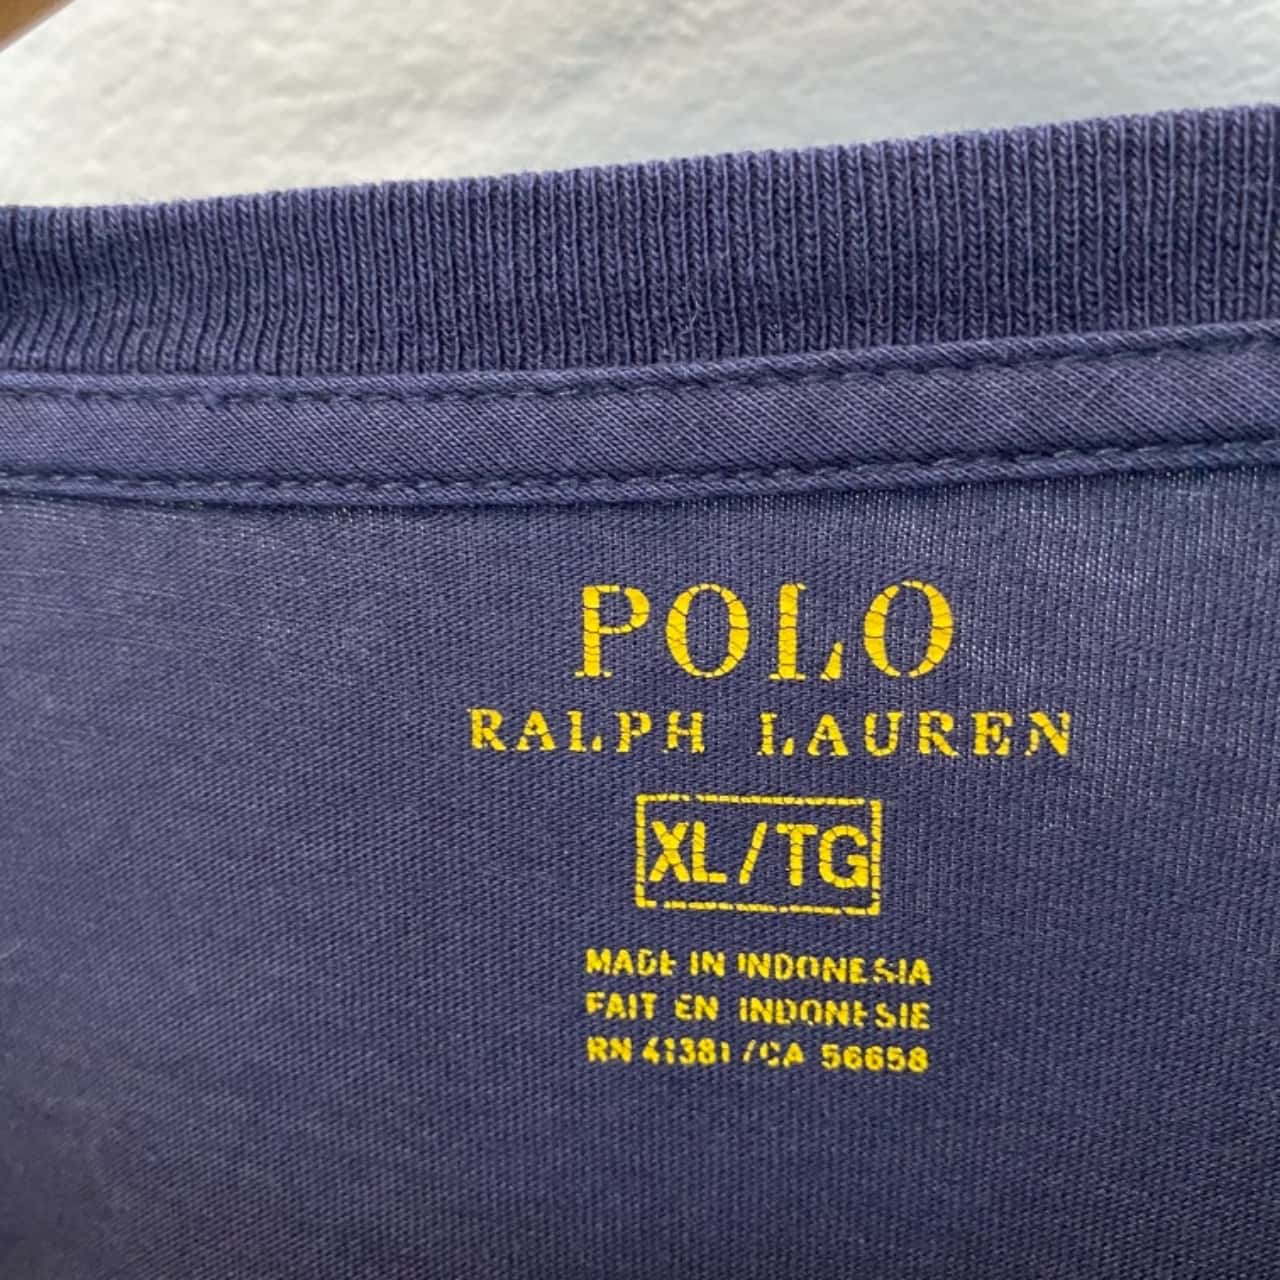 POLO
RALPH LAUREN
XL/TG
MADE IN INDONESIA
FAIT EN INDONESIE
RN 41381/CA 56658